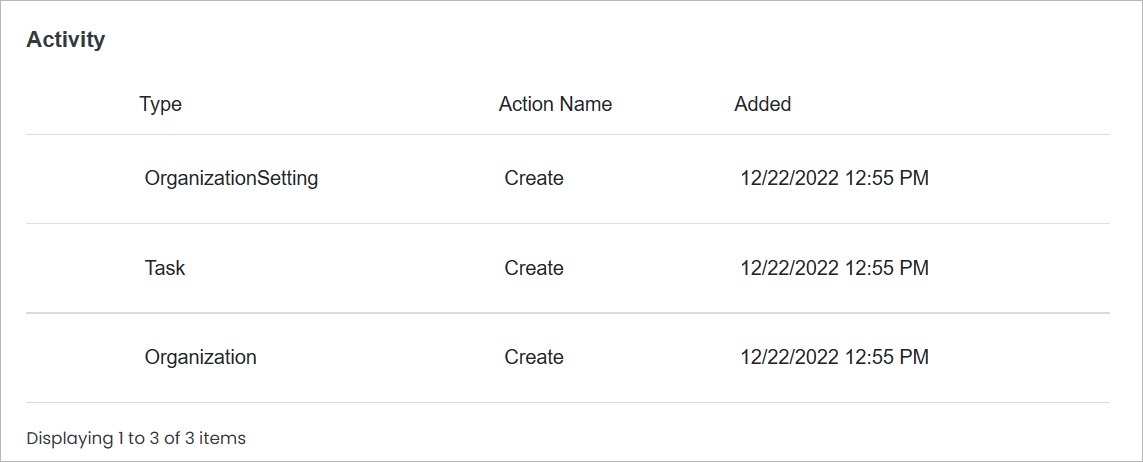 Activity
Type Action Name Added
OrganizationSetting Create 12/22/2022 12:55 PM
Task Create 12/22/2022 12:55 PM
Organization Create 12/22/2022 12:55 PM
Displaying 1 to 3 of 3 items